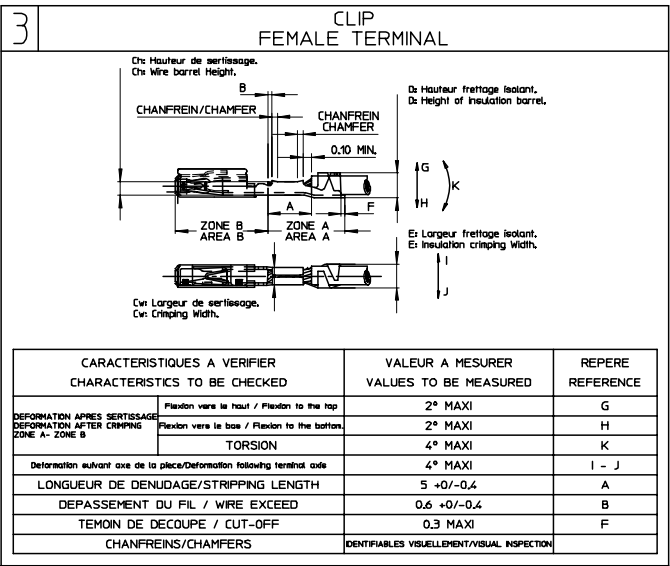 3
CLIP
FEMALE TERMINAL
Ch: Hauteur de sertissage.
Ch: Wire barrel Height.
B
D: Hauteur frettage isolant.
D: Height of insulation barrel.
CHANFREIN/CHAMFER
CHANFREIN
CHAMFER
0.10 MIN.
G
K
H
A
F
ZONE B
AREA B
ZONE A
AREA A
E: Largeur frettage isolant.
E: Insulation crimping Width.
I
J
Cw: Largeur de sertissage.
Cw: Crimping Width.
CARACTERISTIQUES A VERIFIER
CHARACTERISTICS TO BE CHECKED
VALEUR A MESURER
VALUES TO BE MEASURED
REPERE
REFERENCE
DEFORMATION APRES SERTISSAGE
DEFORMATION AFTER CRIMPING
ZONE A- ZONE B
Flexion vers le haut / Flexion to the top
2° MAXI
G
Flexion vers le bas / Flexion to the bottom.
2° MAXI
H
TORSION
4° MAXI
K
Deformation suivant axe de la piece/Deformation following terminal axis
4° MAXI
I - J
LONGUEUR DE DENUDAGE/STRIPPING LENGTH
5 +0/-0.4
A
DEPASSEMENT DU FIL / WIRE EXCEED
0.6 +0/-0.4
B
TEMOIN DE DECOUPE / CUT-OFF
0.3 MAXI
F
CHANFREINS/CHAMFERS
IDENTIFIABLES VISUELLEMENT/VISUAL INSPECTION